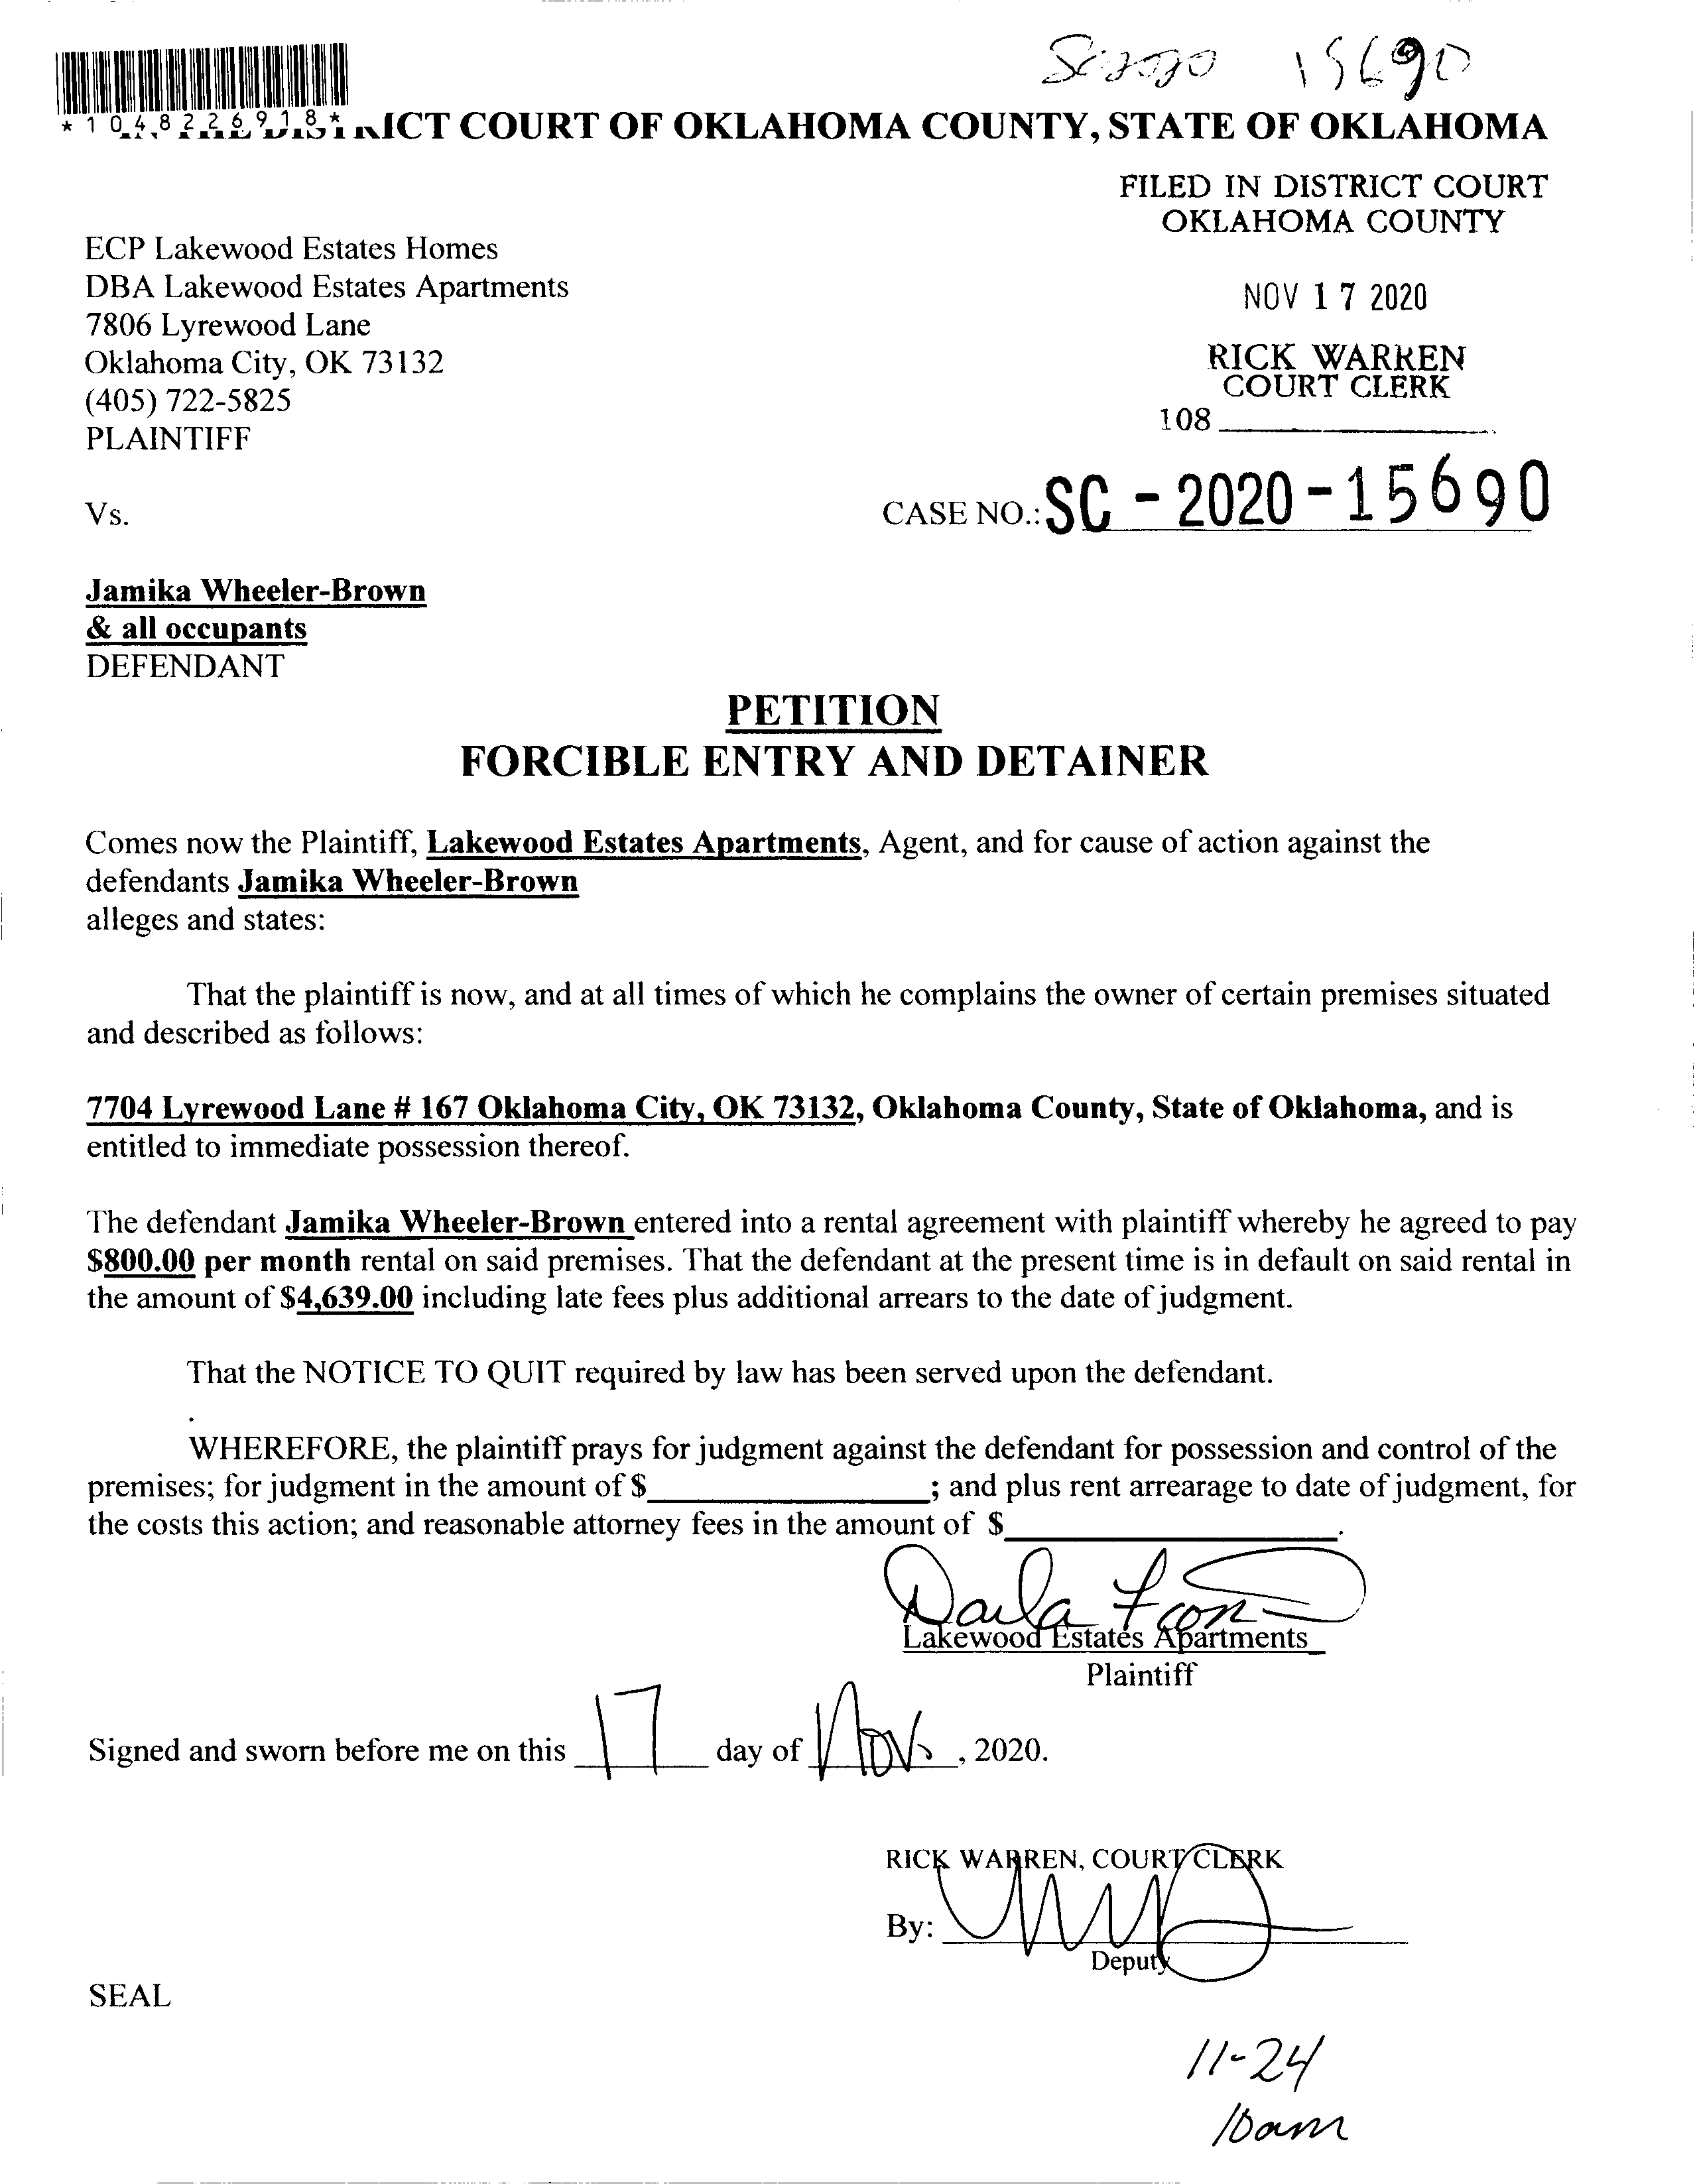 15690
*1048226918*
ICT COURT OF OKLAHOMA COUNTY, STATE OF OKLAHOMA
FILED IN DISTRICT COURT
OKLAHOMA COUNTY
ECP Lakewood Estates Homes
DBA Lakewood Estates Apartments
NOV 17 2020
7806 Lyrewood Lane
Oklahoma City, OK 73132
RICK WARREN
COURT CLERK
(405) 722-5825
108
PLAINTIFF
Vs.
CASE NO.: SC - 2020 - 15690
Jamika Wheeler-Brown
& all occupants
DEFENDANT
PETITION
FORCIBLE ENTRY AND DETAINER
Comes now the Plaintiff, Lakewood Estates Apartments, Agent, and for cause of action against the
defendants Jamika Wheeler-Brown
alleges and states:
That the plaintiff is now, and at all times of which he complains the owner of certain premises situated
and described as follows:
7704 Lyrewood Lane # 167 Oklahoma City, OK 73132, Oklahoma County, State of Oklahoma, and is
entitled to immediate possession thereof.
The defendant Jamika Wheeler-Brown entered into a rental agreement with plaintiff whereby he agreed to pay
$800.00 per month rental on said premises. That the defendant at the present time is in default on said rental in
the amount of $4,639.00 including late fees plus additional arrears to the date of judgment.
That the NOTICE TO QUIT required by law has been served upon the defendant.
WHEREFORE, the plaintiff prays for judgment against the defendant for possession and control of the
premises; for judgment in the amount of $____________; and plus rent arrearage to date of judgment, for
the costs this action; and reasonable attorney fees in the amount of $____________.
Lakewood Estates Apartments
Plaintiff
Signed and sworn before me on this 17 day of Nov, 2020.
RICK WARREN, COURT CLERK
By:
Deputy
SEAL
11-24
10am